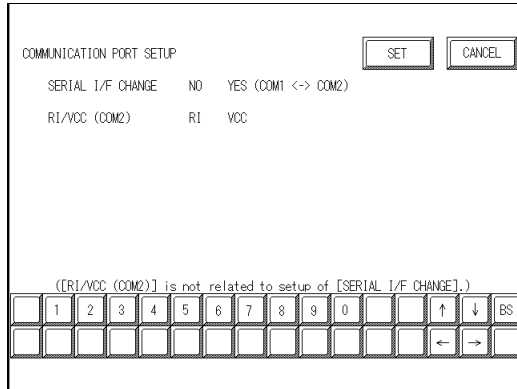 COMMUNICATION PORT SETUP SET CANCEL
SERIAL I/F CHANGE NO YES (COM1 <-> COM2)
RI/VCC (COM2) RI VCC
([RI/VCC (COM2)] is not related to setup of [SERIAL I/F CHANGE].)
1 2 3 4 5 6 7 8 9 0 ↑ ↓ BS
← →